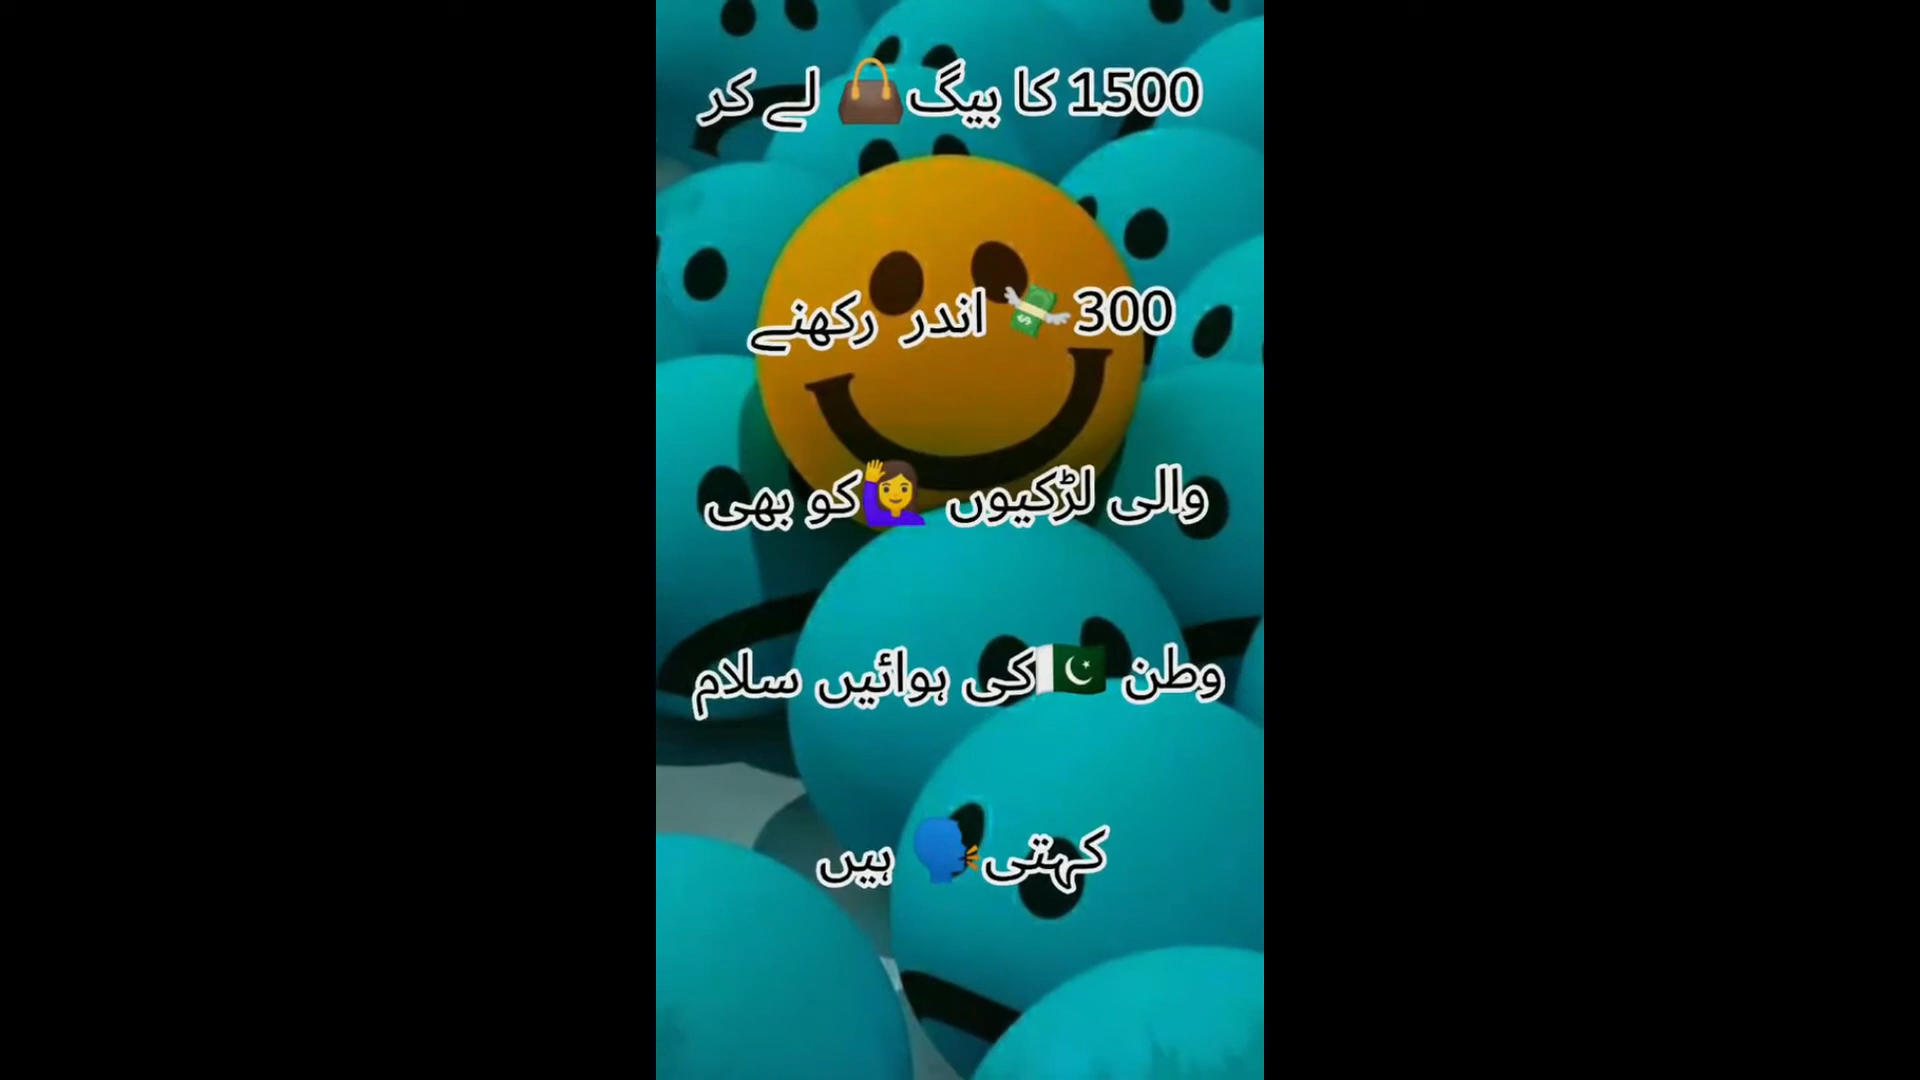 1500 کا بیگ👜 لے کر
300💸 اندر رکھنے
والی لڑکیوں 🙋‍♀️کو بھی
وطن 🇵🇰کی ہوائیں سلام
کہتی🗣️ ہیں